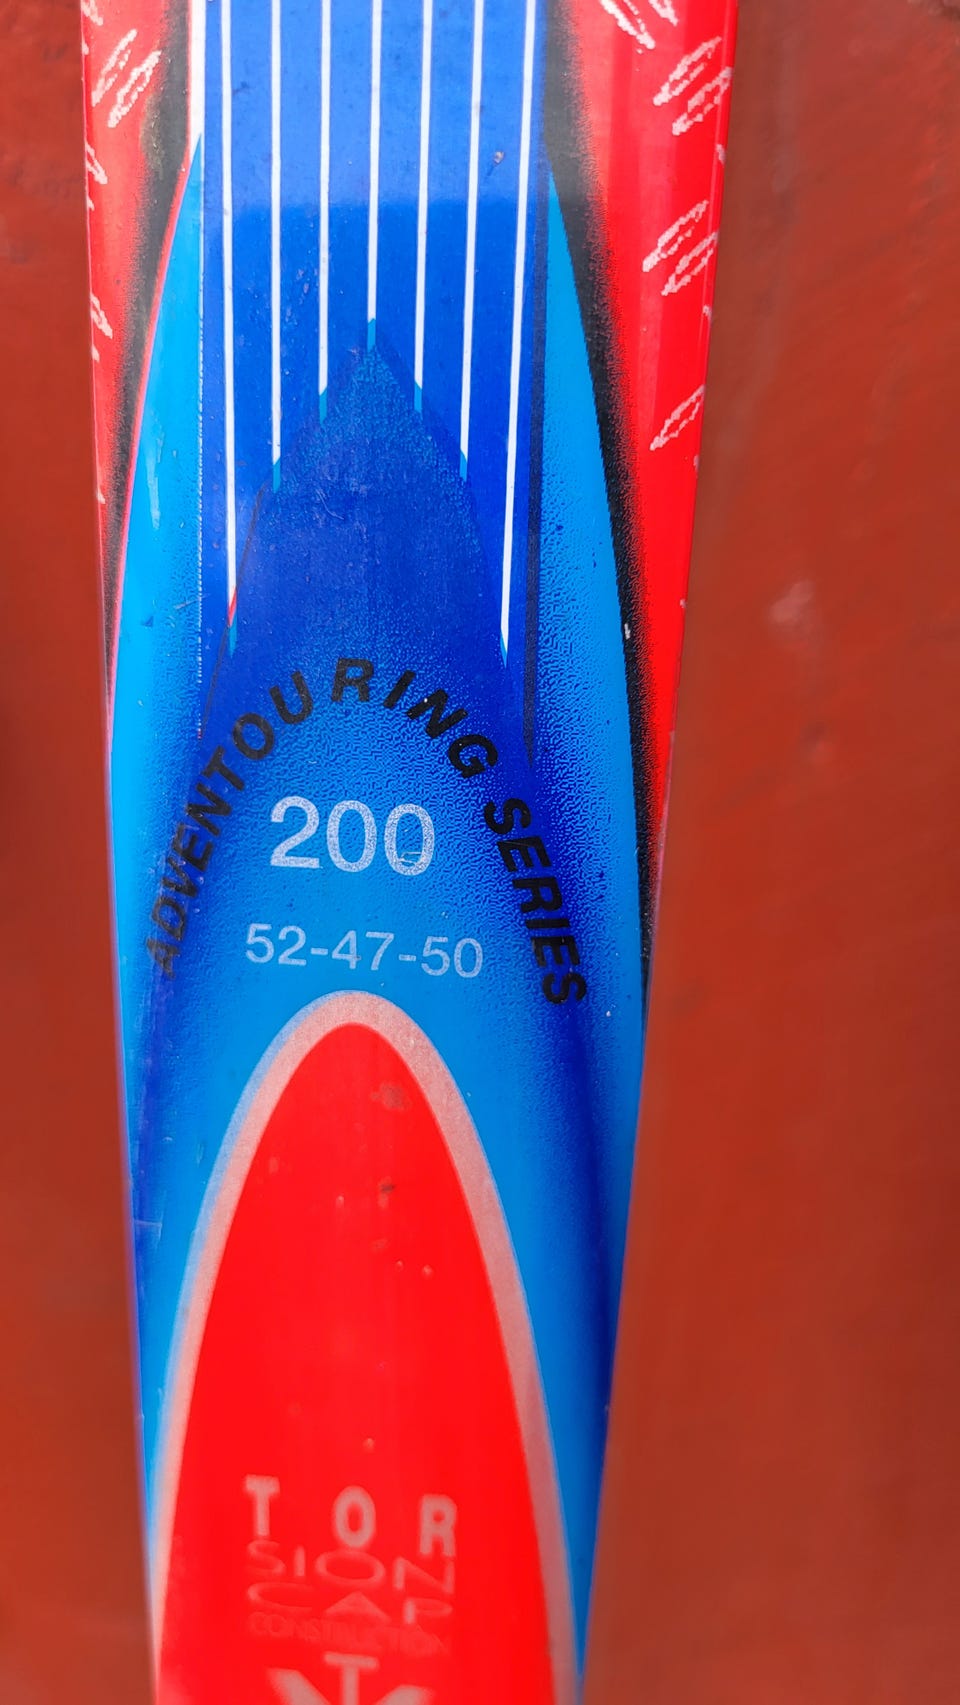 ADVENTOURING SERIES
200
52-47-50
TOR
SION
CAP
CONSTRUCTION
T